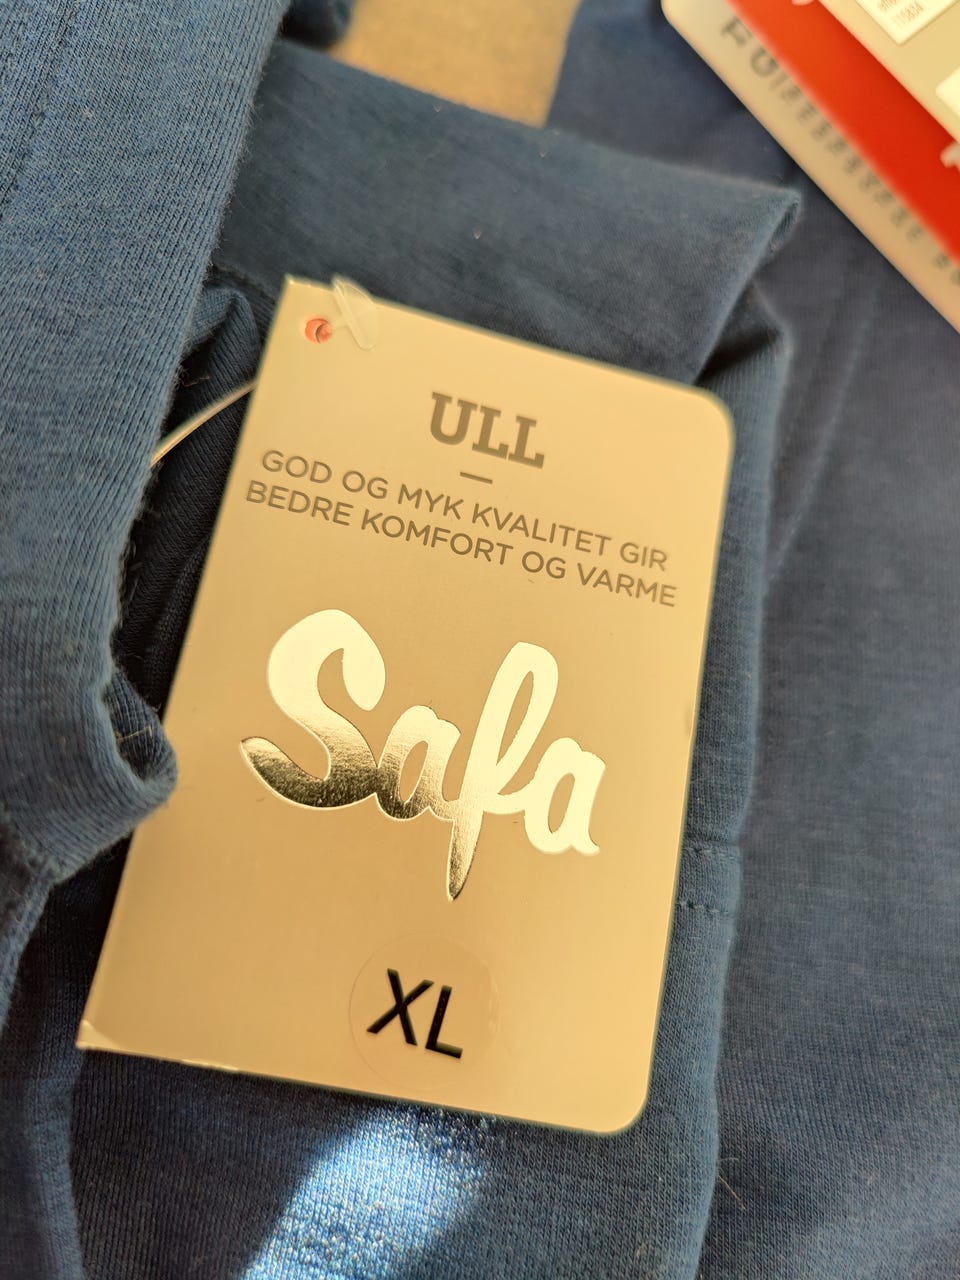 ULL
GOD OG MYK KVALITET GIR
BEDRE KOMFORT OG VARME
Safa
XL